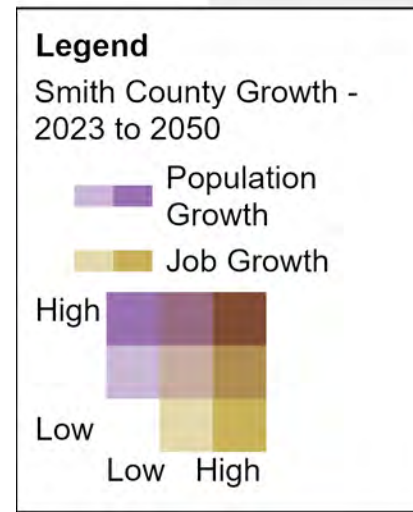 Legend
Smith County Growth -
2023 to 2050
Population
Growth
Job Growth
High
Low
Low High